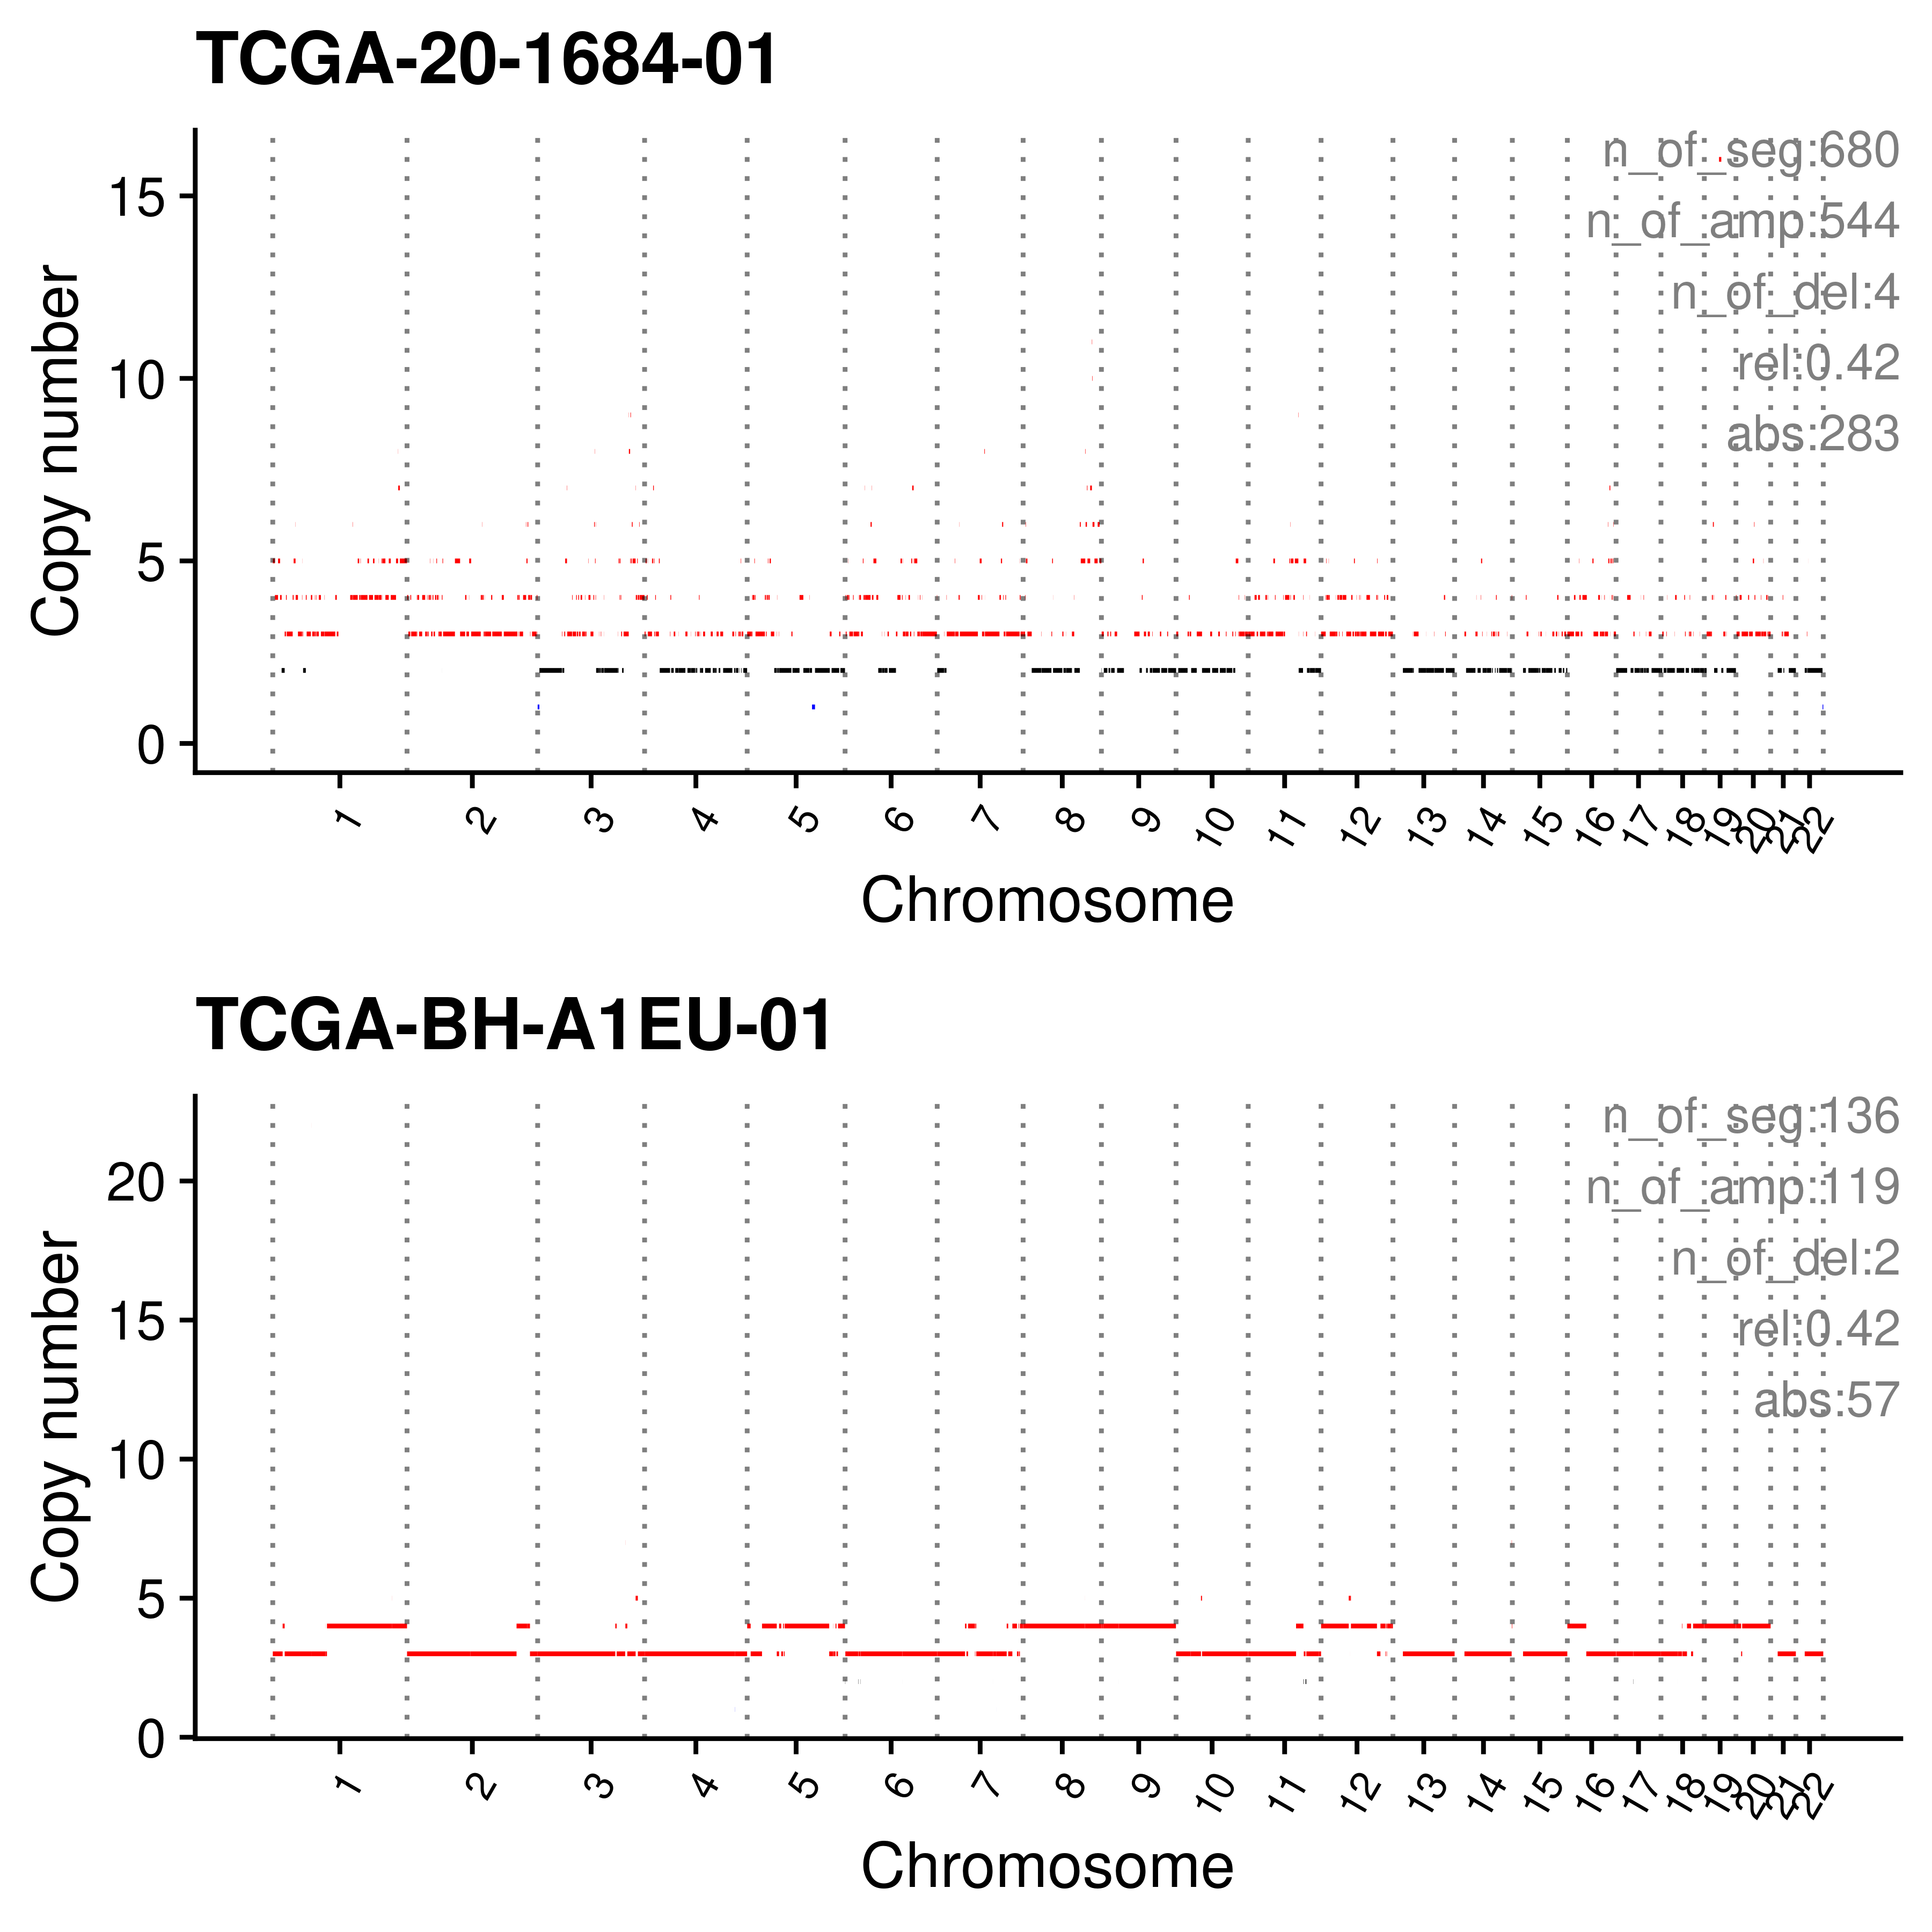 TCGA-20-1684-01
n_of_seg:680
n_of_amp:544
n_of_del:4
rel:0.42
abs:283
15
10
5
0
Copy number
1 2 3 4 5 6 7 8 9 10 11 12 13 14 15 16 17 18 19 20 21 22
Chromosome
TCGA-BH-A1EU-01
n_of_seg:136
n_of_amp:119
n_of_del:2
rel:0.42
abs:57
20
15
10
5
0
Copy number
1 2 3 4 5 6 7 8 9 10 11 12 13 14 15 16 17 18 19 20 21 22
Chromosome